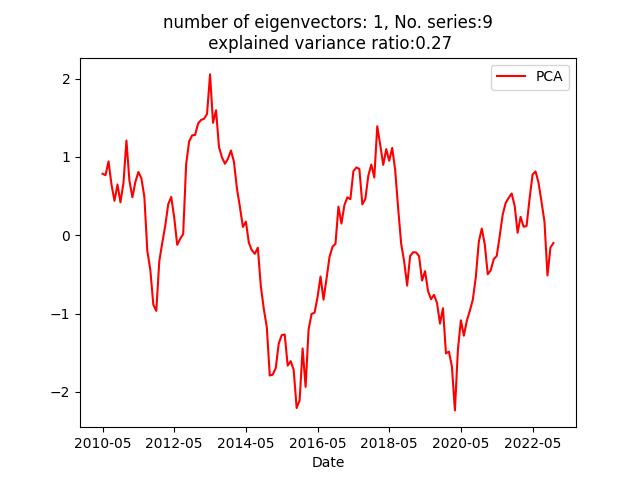 number of eigenvectors: 1, No. series:9
explained variance ratio:0.27
PCA
2
1
0
−1
−2
2010-05 2012-05 2014-05 2016-05 2018-05 2020-05 2022-05
Date